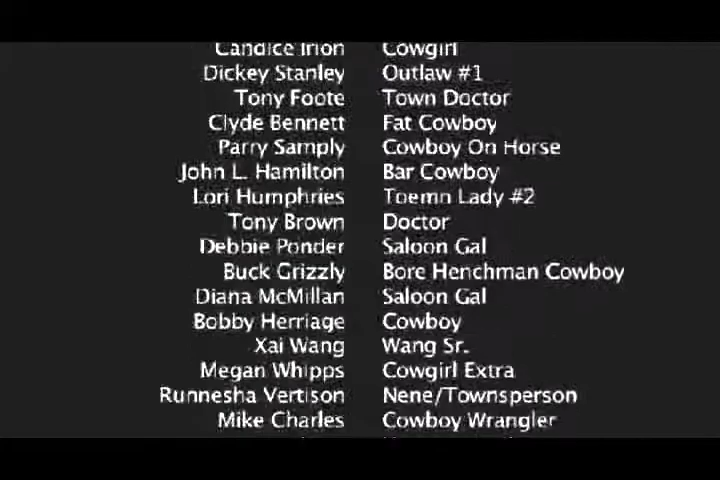 Candice Irion Cowgirl
Dickey Stanley Outlaw #1
Tony Foote Town Doctor
Clyde Bennett Fat Cowboy
Parry Samply Cowboy On Horse
John L. Hamilton Bar Cowboy
Lori Humphries Toemn Lady #2
Tony Brown Doctor
Debbie Ponder Saloon Gal
Buck Grizzly Bore Henchman Cowboy
Diana McMillan Saloon Gal
Bobby Herriage Cowboy
Xai Wang Wang Sr.
Megan Whipps Cowgirl Extra
Runnesha Vertison Nene/Townsperson
Mike Charles Cowboy Wrangler